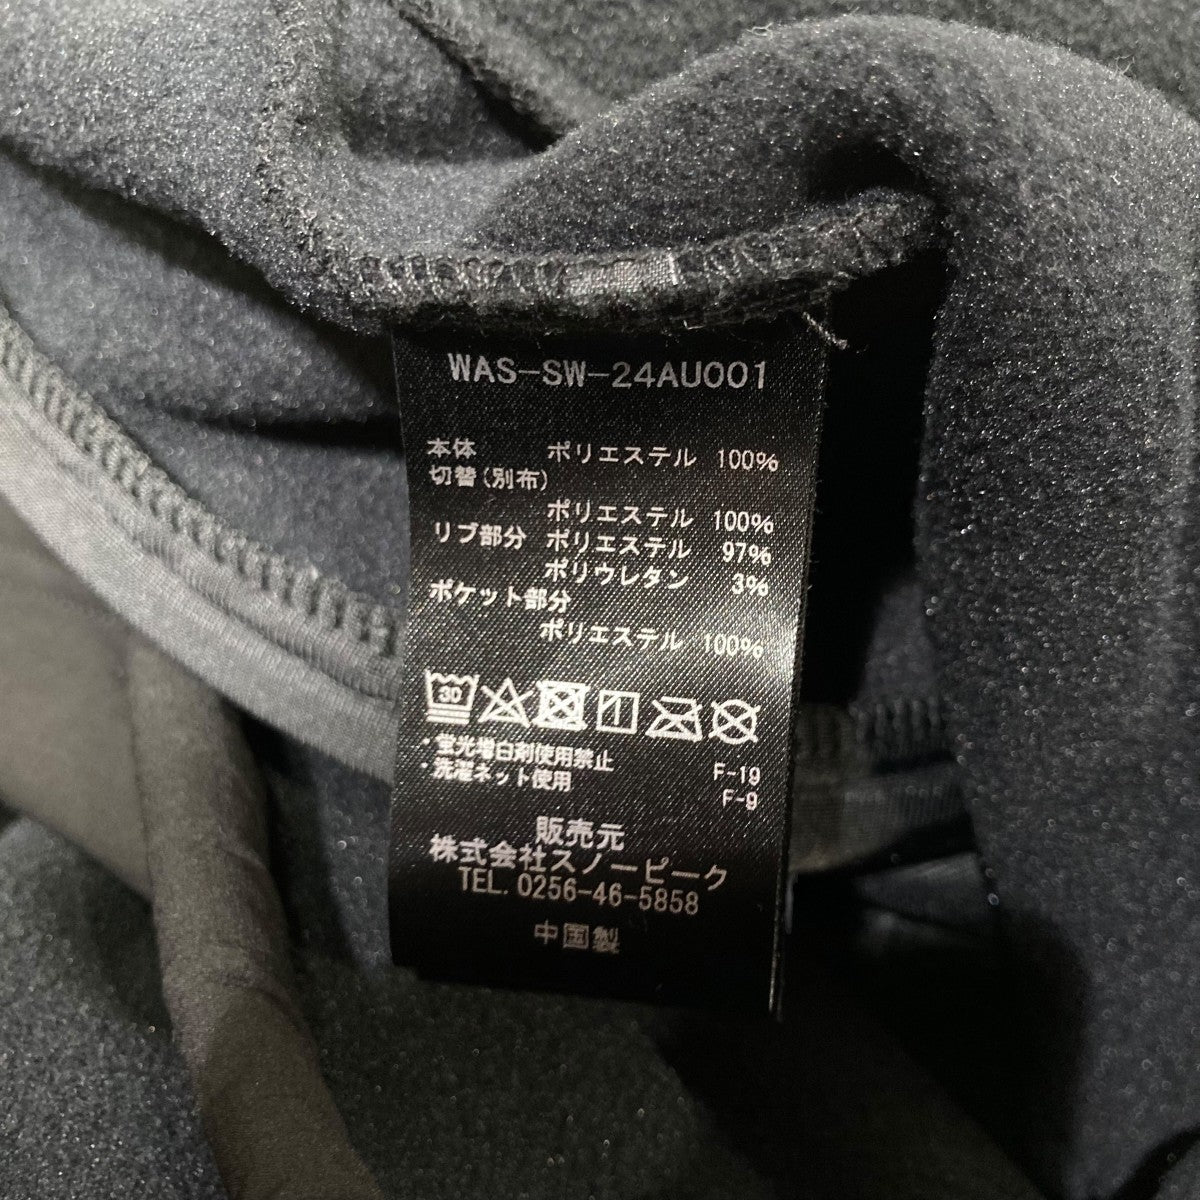 WAS-SW-24AU001
本体 ポリエステル 100%
切替(別布)
ポリエステル 100%
リブ部分 ポリエステル 97%
ポリウレタン 3%
ポケット部分
ポリエステル 100%
30
・蛍光増白剤使用禁止 F-19
・洗濯ネット使用 F-9
販売元
株式会社スノーピーク
TEL. 0256-46-5858
中国製